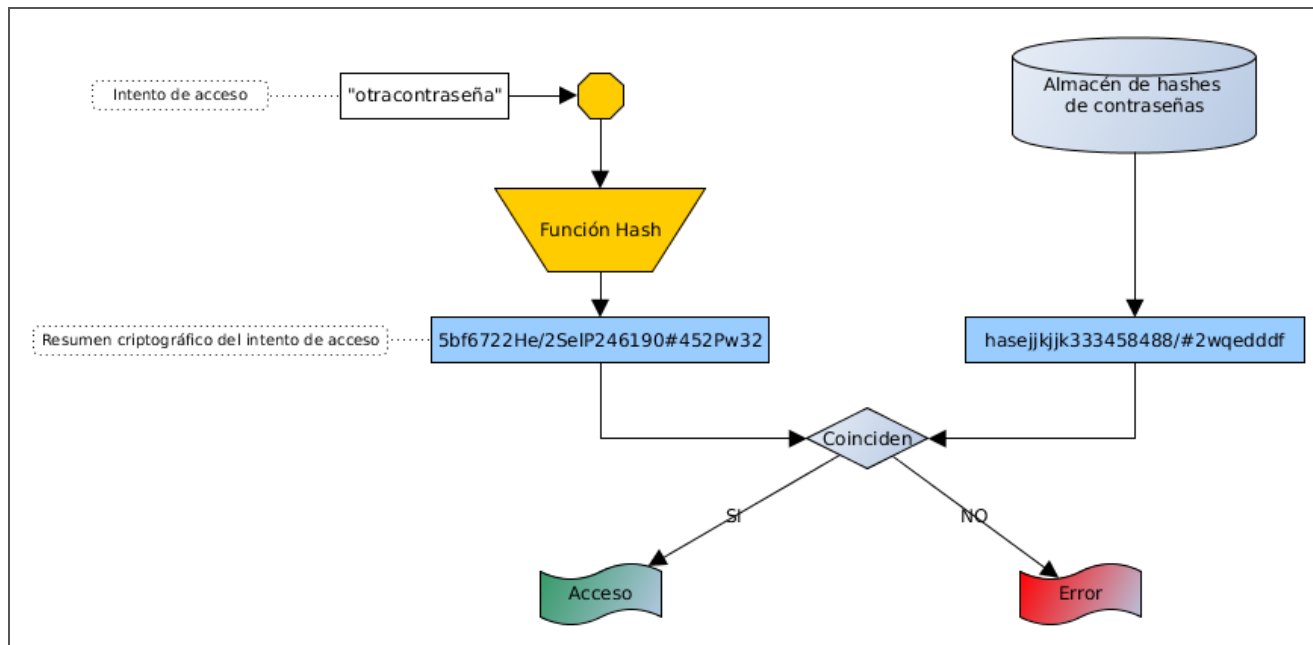 Intento de acceso
"otracontraseña"
Almacén de hashes
de contraseñas
Función Hash
Resumen criptográfico del intento de acceso
5bf6722He/2SelP246190#452Pw32
hasejjkjjk333458488/#2wqedddf
Coinciden
SI
NO
Acceso
Error